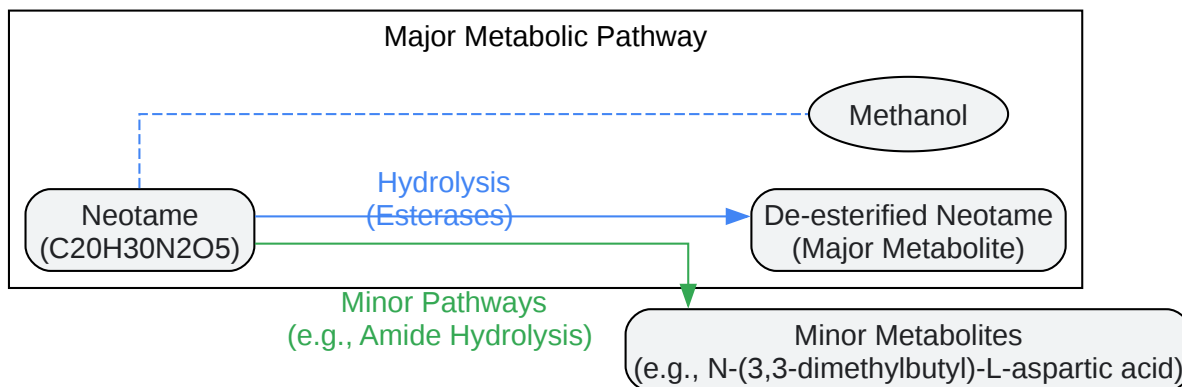 Major Metabolic Pathway
Methanol
Hydrolysis
(Esterases)
Neotame
(C20H30N2O5)
De-esterified Neotame
(Major Metabolite)
Minor Pathways
(e.g., Amide Hydrolysis)
Minor Metabolites
(e.g., N-(3,3-dimethylbutyl)-L-aspartic acid)